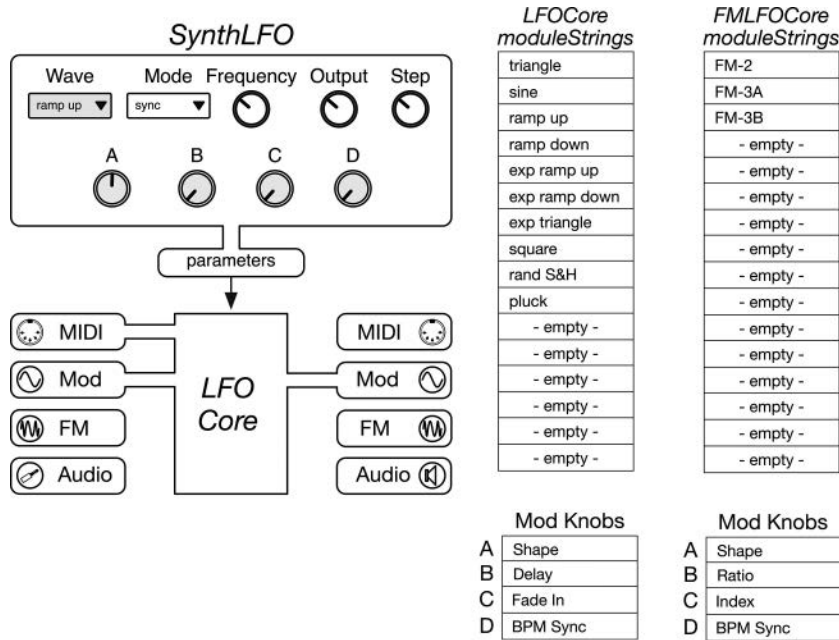 SynthLFO
Wave Mode Frequency Output Step
ramp up sync
A B C D
parameters
MIDI
Mod
FM
Audio
LFO
Core
MIDI
Mod
FM
Audio
LFOCore
moduleStrings
triangle
sine
ramp up
ramp down
exp ramp up
exp ramp down
exp triangle
square
rand S&H
pluck
- empty -
- empty -
- empty -
- empty -
- empty -
- empty -
FMLFOCore
moduleStrings
FM-2
FM-3A
FM-3B
- empty -
- empty -
- empty -
- empty -
- empty -
- empty -
- empty -
- empty -
- empty -
- empty -
- empty -
- empty -
- empty -
Mod Knobs
A Shape
B Delay
C Fade In
D BPM Sync
Mod Knobs
A Shape
B Ratio
C Index
D BPM Sync